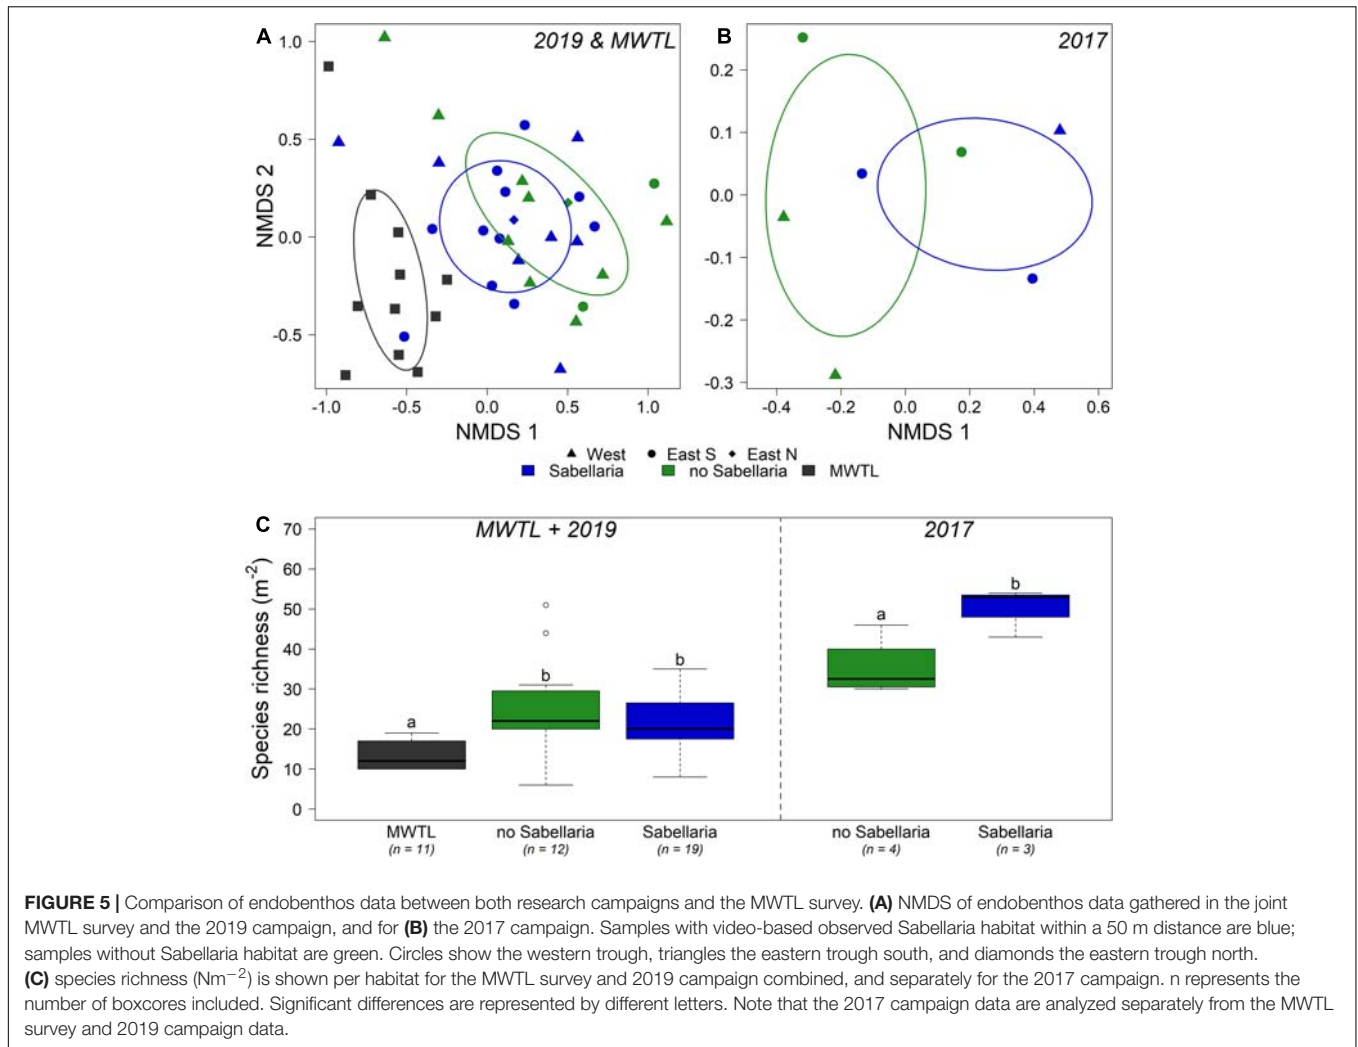 A
2019 & MWTL
1.0
0.5
0.0
-0.5
NMDS 2
-1.0 -0.5 0.0 0.5 1.0
NMDS 1
B
2017
0.2
0.1
0.0
-0.1
-0.2
-0.3
-0.4 -0.2 0.0 0.2 0.4 0.6
NMDS 1
West East S East N
Sabellaria no Sabellaria MWTL
C
MWTL + 2019 2017
Species richness (m-2)
70
60
50
40
30
20
10
0
a b b a b
MWTL no Sabellaria Sabellaria no Sabellaria Sabellaria
(n = 11) (n = 12) (n = 19) (n = 4) (n = 3)
FIGURE 5 | Comparison of endobenthos data between both research campaigns and the MWTL survey. (A) NMDS of endobenthos data gathered in the joint
MWTL survey and the 2019 campaign, and for (B) the 2017 campaign. Samples with video-based observed Sabellaria habitat within a 50 m distance are blue;
samples without Sabellaria habitat are green. Circles show the western trough, triangles the eastern trough south, and diamonds the eastern trough north.
(C) species richness (Nm−2) is shown per habitat for the MWTL survey and 2019 campaign combined, and separately for the 2017 campaign. n represents the
number of boxcores included. Significant differences are represented by different letters. Note that the 2017 campaign data are analyzed separately from the MWTL
survey and 2019 campaign data.